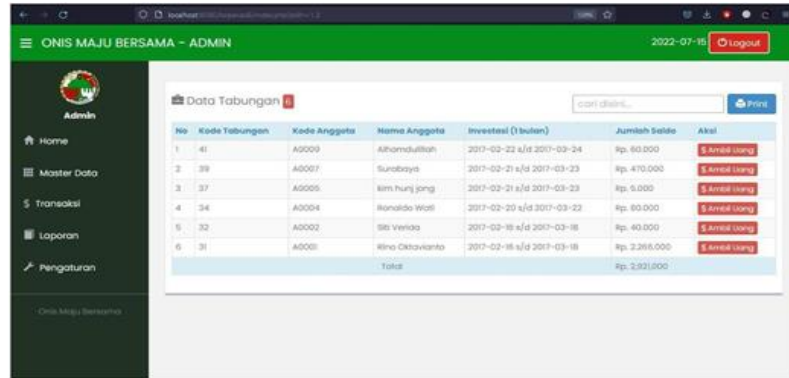 localhost
ONIS MAJU BERSAMA - ADMIN
2022-07-15 Logout
Admin
Home
Master Data
$ Transaksi
Laporan
Pengaturan
Onis Maju Bersama
Data Tabungan 6
cari disini...
Print
No Kode Tabungan Kode Anggota Nama Anggota Investasi (1 bulan) Jumlah Saldo Aksi
1 41 A0009 Alhamdulillah 2017-02-22 s/d 2017-03-24 Rp. 60.000 $ Ambil Uang
2 39 A0007 Surabaya 2017-02-21 s/d 2017-03-23 Rp. 470.000 $ Ambil Uang
3 37 A0005 kim hunj jong 2017-02-21 s/d 2017-03-23 Rp. 5.000 $ Ambil Uang
4 34 A0004 Ronaldo Wati 2017-02-20 s/d 2017-03-22 Rp. 80.000 $ Ambil Uang
5 32 A0002 Siti Verida 2017-02-16 s/d 2017-03-18 Rp. 40.000 $ Ambil Uang
6 31 A0001 Rino Oktavianto 2017-02-16 s/d 2017-03-18 Rp. 2.266.000 $ Ambil Uang
Total Rp. 2,921,000